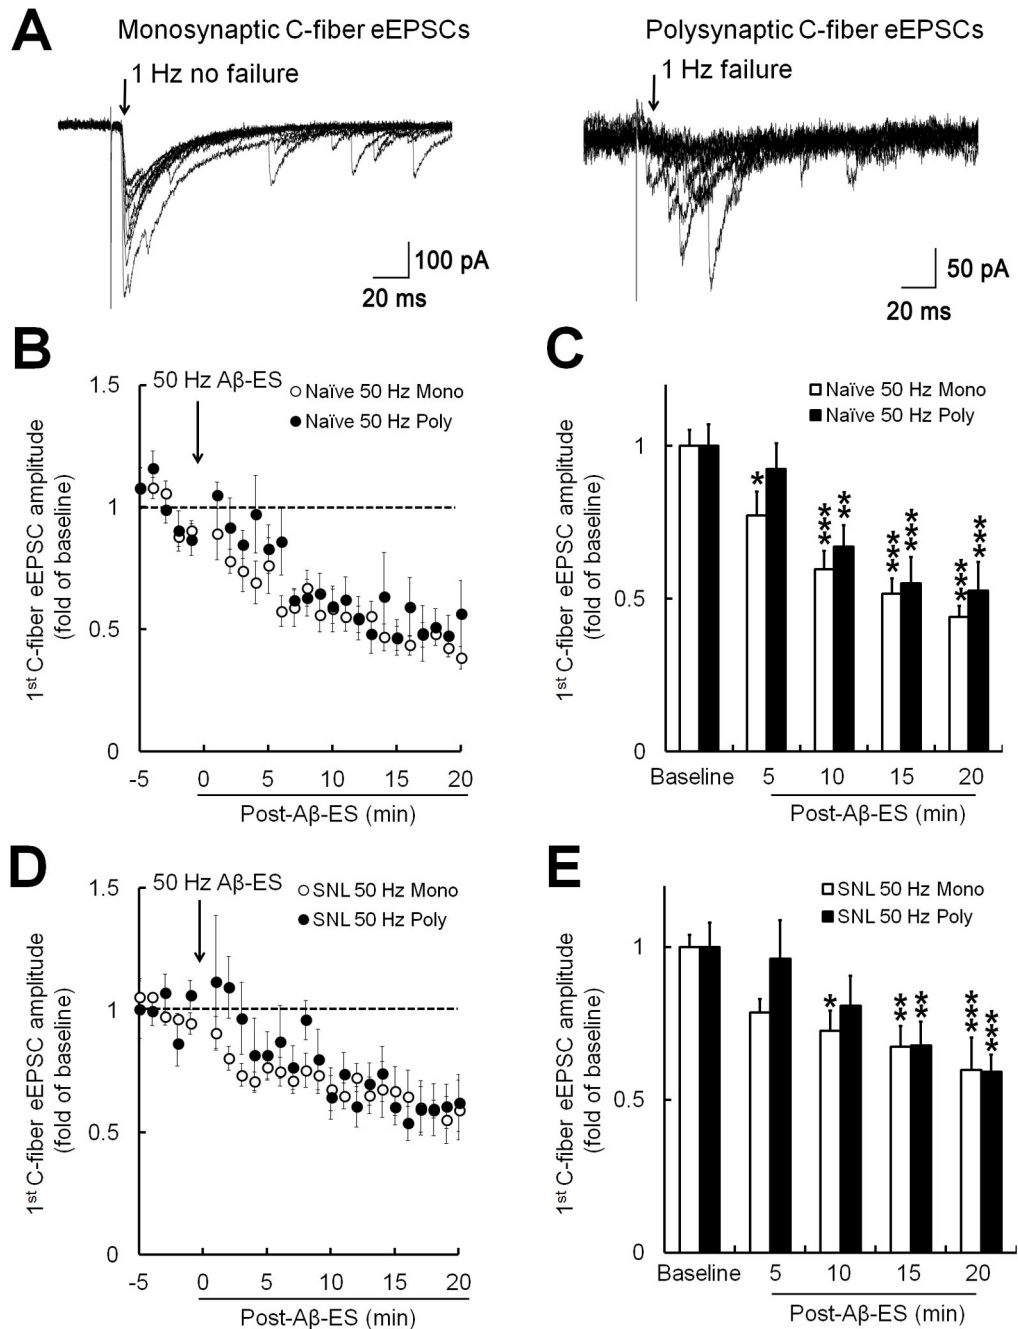 A
Monosynaptic C-fiber eEPSCs
Polysynaptic C-fiber eEPSCs
1 Hz no failure
1 Hz failure
100 pA
20 ms
50 pA
20 ms
B
50 Hz Aβ-ES
Naïve 50 Hz Mono
Naïve 50 Hz Poly
1st C-fiber eEPSC amplitude
(fold of baseline)
1.5
1
0.5
0
-5 0 5 10 15 20
Post-Aβ-ES (min)
C
Naïve 50 Hz Mono
Naïve 50 Hz Poly
1st C-fiber eEPSC amplitude
(fold of baseline)
1
0.5
0
*
***
**
***
***
***
***
Baseline 5 10 15 20
Post-Aβ-ES (min)
D
50 Hz Aβ-ES
SNL 50 Hz Mono
SNL 50 Hz Poly
1st C-fiber eEPSC amplitude
(fold of baseline)
1.5
1
0.5
0
-5 0 5 10 15 20
Post-Aβ-ES (min)
E
SNL 50 Hz Mono
SNL 50 Hz Poly
1st C-fiber eEPSC amplitude
(fold of baseline)
1
0.5
0
*
**
**
***
***
Baseline 5 10 15 20
Post-Aβ-ES (min)